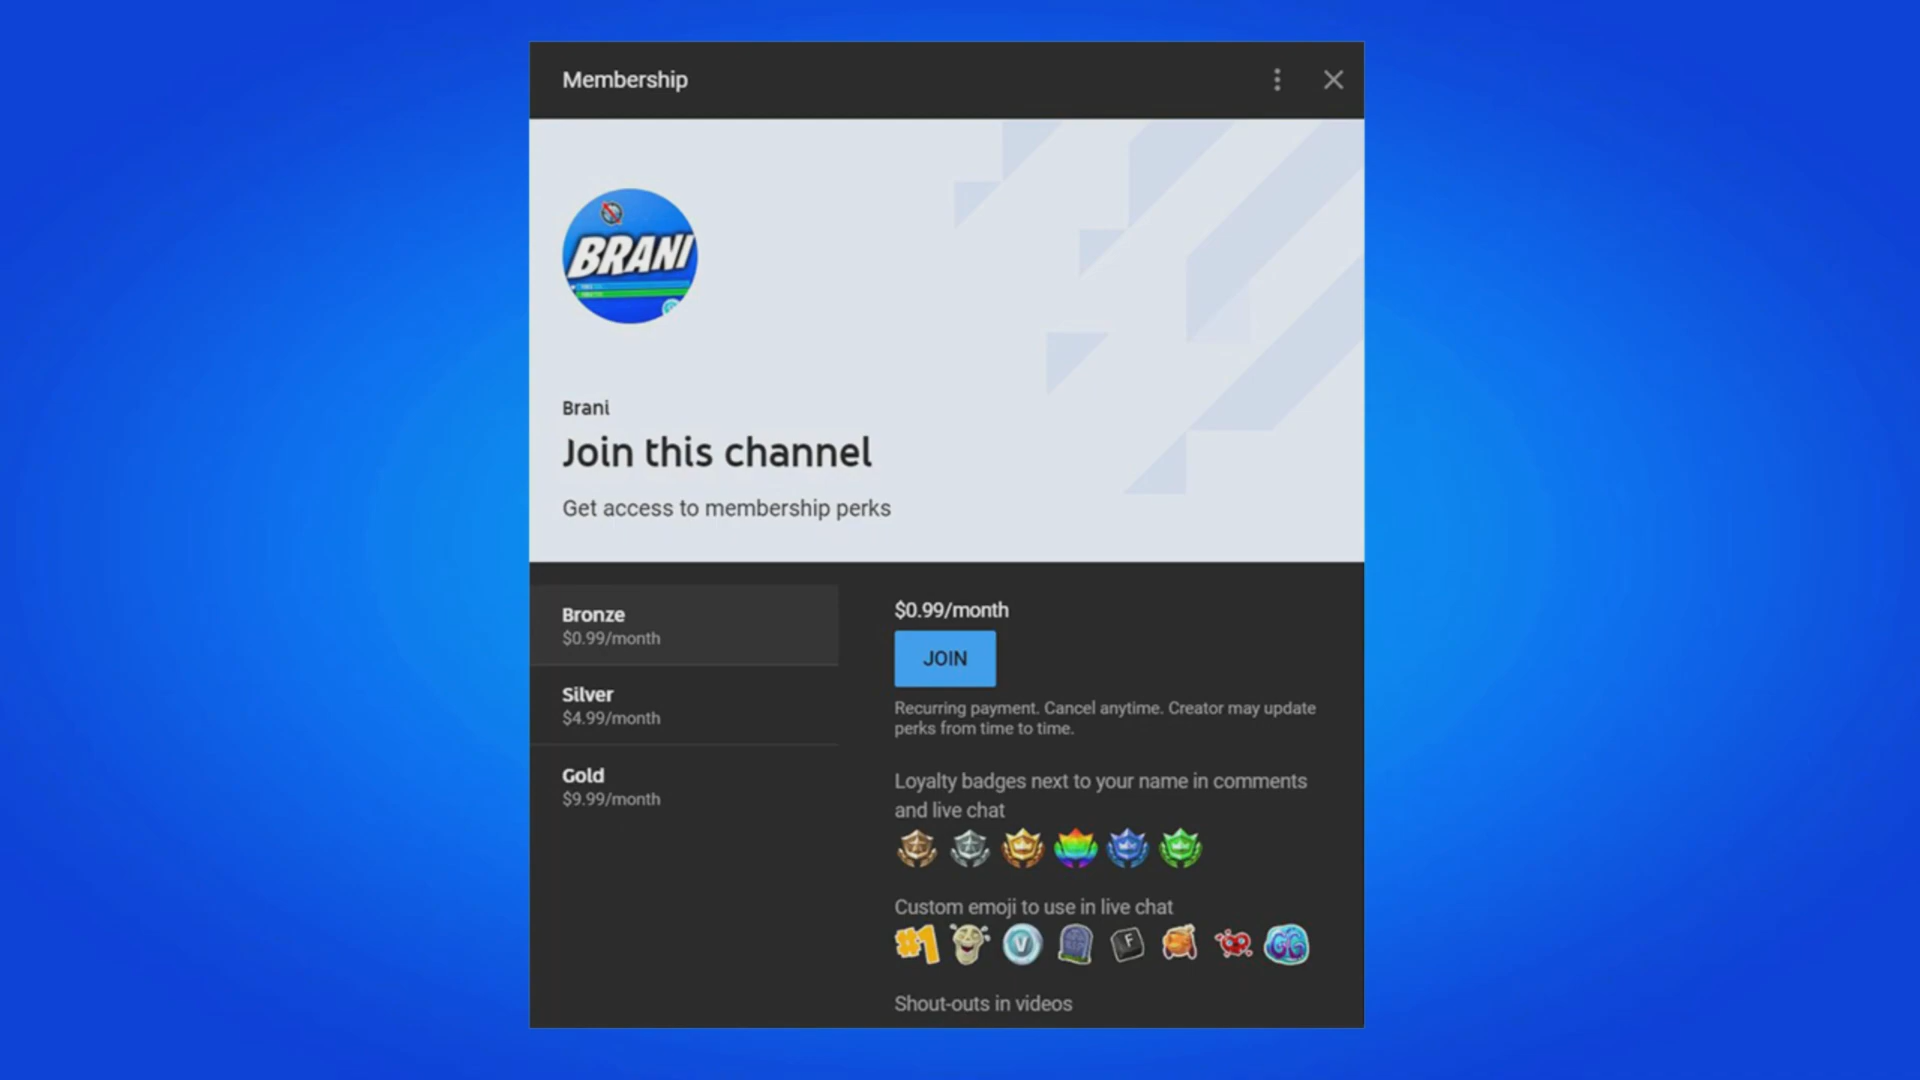 Membership
BRANI
Brani
Join this channel
Get access to membership perks
Bronze
$0.99/month
Silver
$4.99/month
Gold
$9.99/month
$0.99/month
JOIN
Recurring payment. Cancel anytime. Creator may update
perks from time to time.
Loyalty badges next to your name in comments
and live chat
Custom emoji to use in live chat
#1 V RIP F GG
Shout-outs in videos